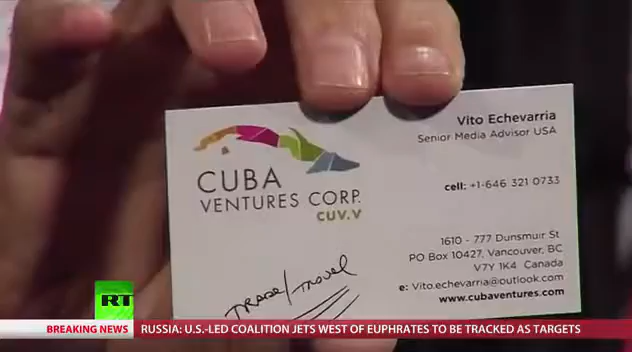 Vito Echevarria
Senior Media Advisor USA
CUBA
VENTURES CORP.
CUV.V
cell: +1-646 321 0733
1610 - 777 Dunsmuir St
PO Box 10427, Vancouver, BC
V7Y 1K4 Canada
e: Vito.echevarria@outlook.com
www.cubaventures.com
TRADE/TRAVEL
RT
BREAKING NEWS RUSSIA: U.S.-LED COALITION JETS WEST OF EUPHRATES TO BE TRACKED AS TARGETS